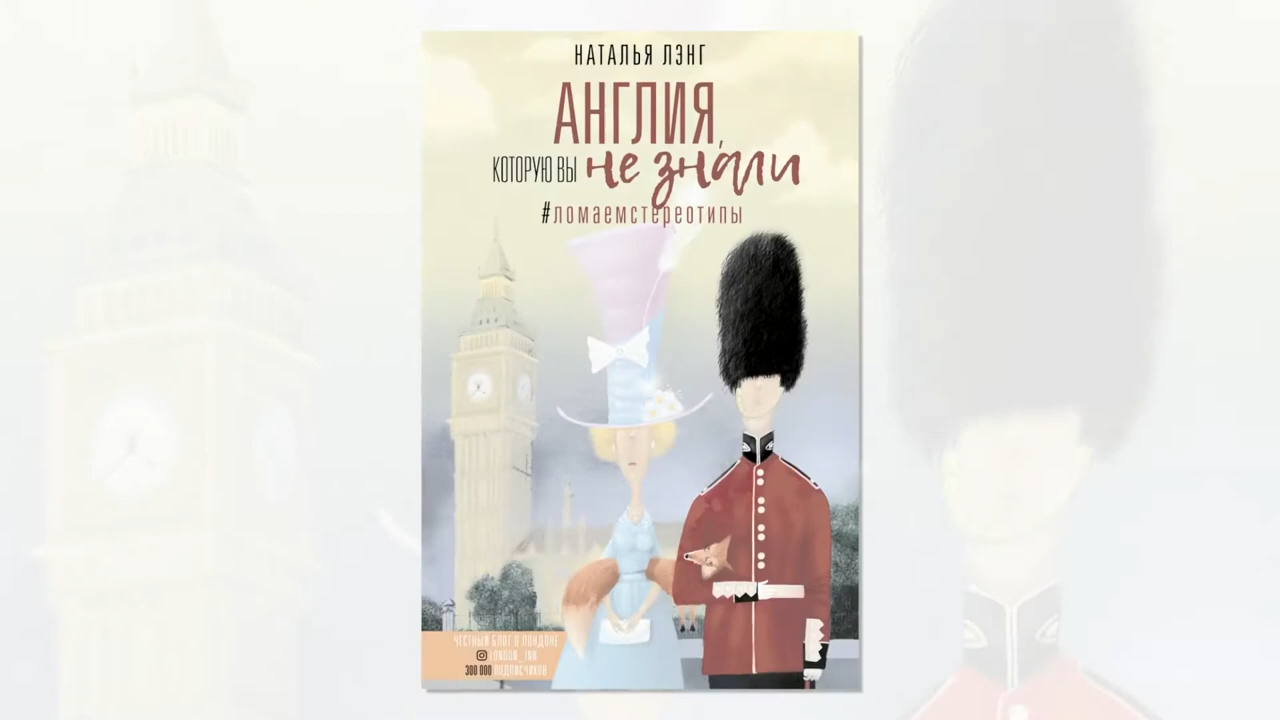 НАТАЛЬЯ ЛЭНГ
АНГЛИЯ,
КОТОРУЮ ВЫ не знали
#ломаемстереотипы
ЧЕСТНЫЙ БЛОГ О ЛОНДОНЕ
300 000 ПОДПИСЧИКОВ